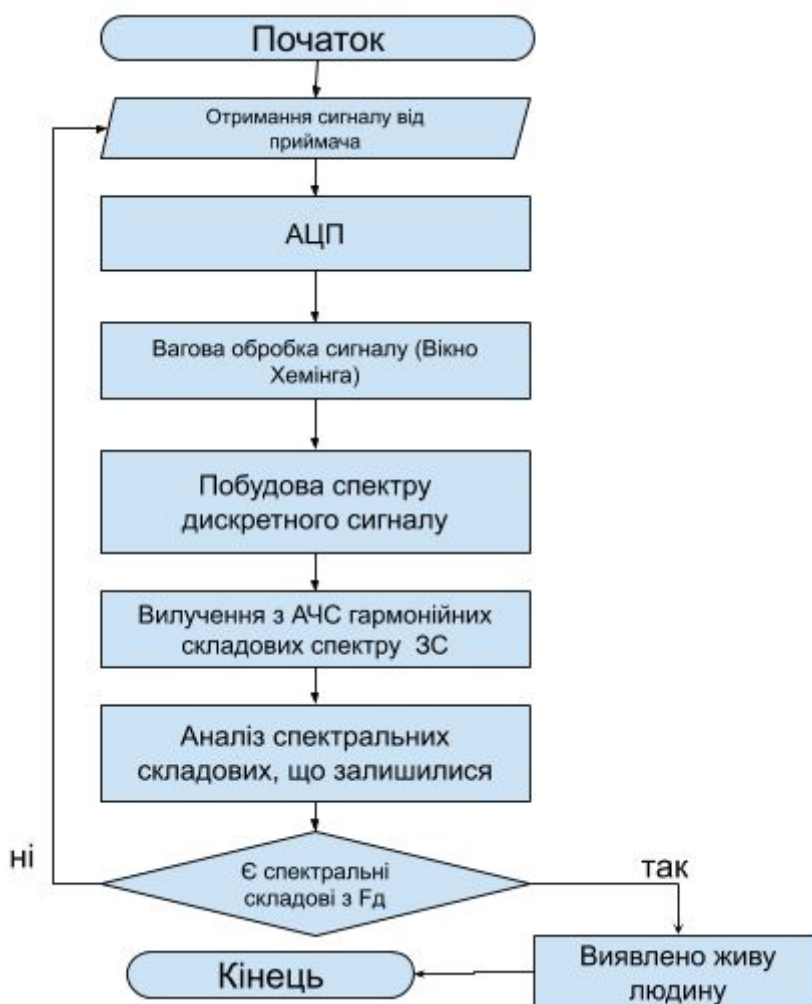 Початок
Отримання сигналу від
приймача
АЦП
Вагова обробка сигналу (Вікно
Хемінга)
Побудова спектру
дискретного сигналу
Вилучення з АЧС гармонійних
складових спектру ЗС
Аналіз спектральних
складових, що залишилися
ні
Є спектральні
складові з Fд
так
Виявлено живу
людину
Кінець